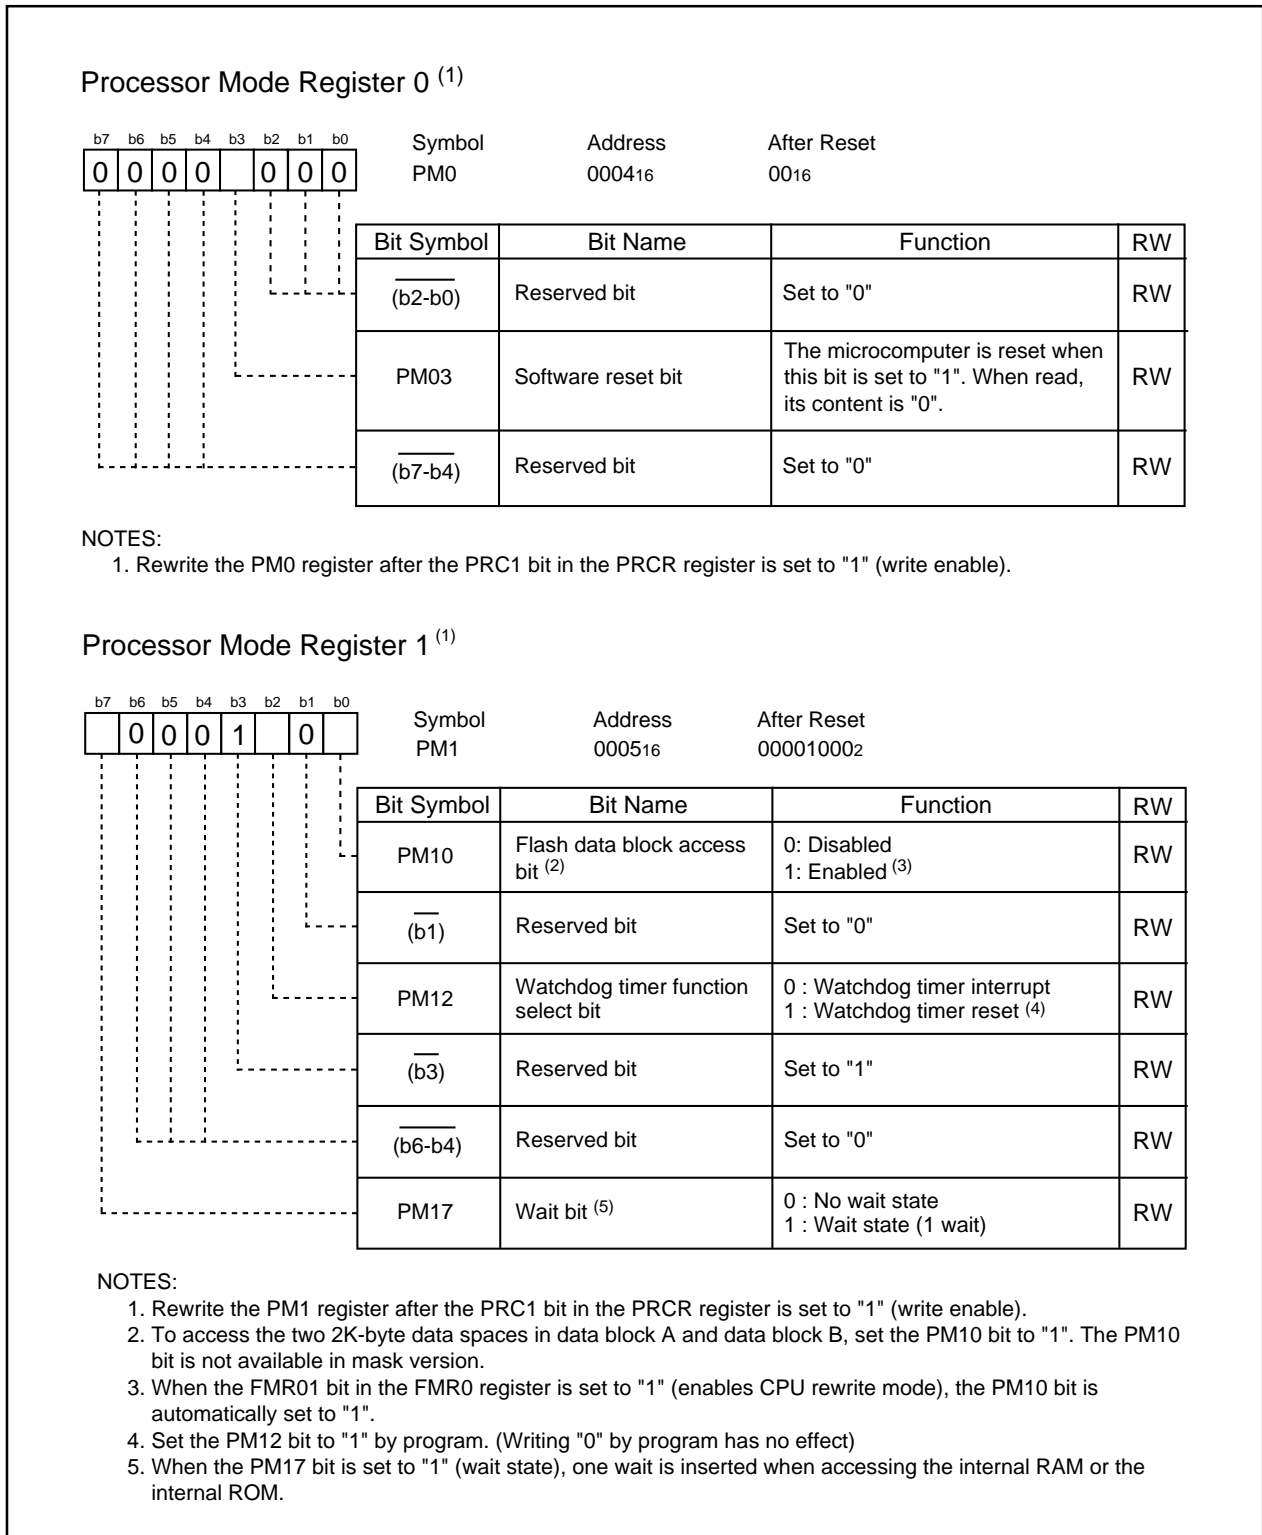 Processor Mode Register 0 (1)
b7 b6 b5 b4 b3 b2 b1 b0
Symbol Address After Reset
0 0 0 0 0 0 0
PM0 000416 0016
Bit Symbol Bit Name Function RW
(b2-b0) Reserved bit Set to "0" RW
The microcomputer is reset when
PM03 Software reset bit this bit is set to "1". When read, RW
its content is "0".
(b7-b4) Reserved bit Set to "0" RW
NOTES:
1. Rewrite the PM0 register after the PRC1 bit in the PRCR register is set to "1" (write enable).
Processor Mode Register 1 (1)
b7 b6 b5 b4 b3 b2 b1 b0
Symbol Address After Reset
0 0 0 1 0
PM1 000516 000010002
Bit Symbol Bit Name Function RW
Flash data block access 0: Disabled
PM10 RW
bit (2) 1: Enabled (3)
(b1) Reserved bit Set to "0" RW
Watchdog timer function 0 : Watchdog timer interrupt
PM12 RW
select bit 1 : Watchdog timer reset (4)
(b3) Reserved bit Set to "1" RW
(b6-b4) Reserved bit Set to "0" RW
0 : No wait state
PM17 Wait bit (5) RW
1 : Wait state (1 wait)
NOTES:
1. Rewrite the PM1 register after the PRC1 bit in the PRCR register is set to "1" (write enable).
2. To access the two 2K-byte data spaces in data block A and data block B, set the PM10 bit to "1". The PM10
bit is not available in mask version.
3. When the FMR01 bit in the FMR0 register is set to "1" (enables CPU rewrite mode), the PM10 bit is
automatically set to "1".
4. Set the PM12 bit to "1" by program. (Writing "0" by program has no effect)
5. When the PM17 bit is set to "1" (wait state), one wait is inserted when accessing the internal RAM or the
internal ROM.